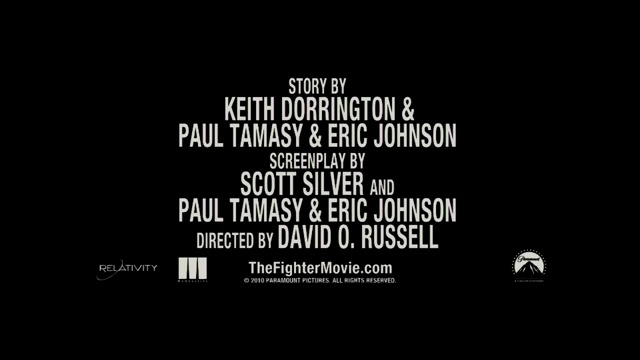 STORY BY
KEITH DORRINGTON &
PAUL TAMASY & ERIC JOHNSON
SCREENPLAY BY
SCOTT SILVER AND
PAUL TAMASY & ERIC JOHNSON
DIRECTED BY DAVID O. RUSSELL
RELATIVITY
TheFighterMovie.com
Paramount
© 2010 PARAMOUNT PICTURES. ALL RIGHTS RESERVED.